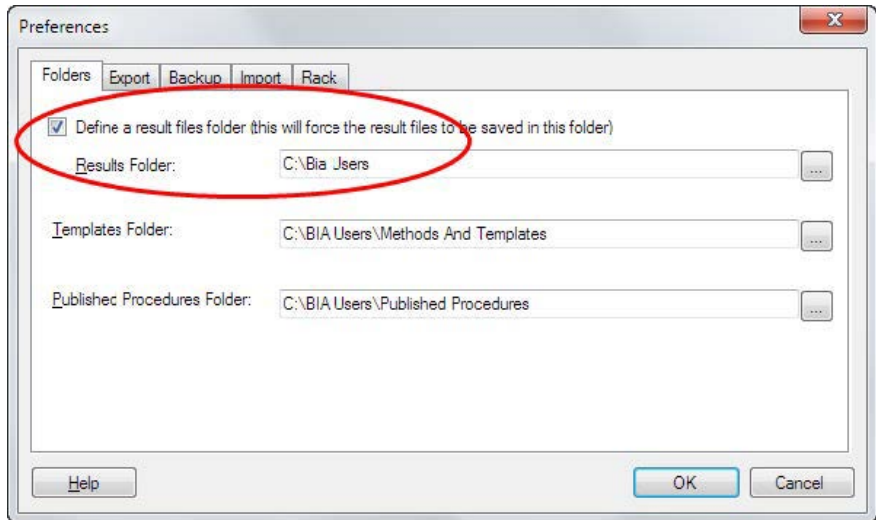 Preferences
Folders Export Backup Import Rack
Define a result files folder (this will force the result files to be saved in this folder)
Results Folder: C:\Bia Users ...
Templates Folder: C:\BIA Users\Methods And Templates ...
Published Procedures Folder: C:\BIA Users\Published Procedures ...
Help OK Cancel